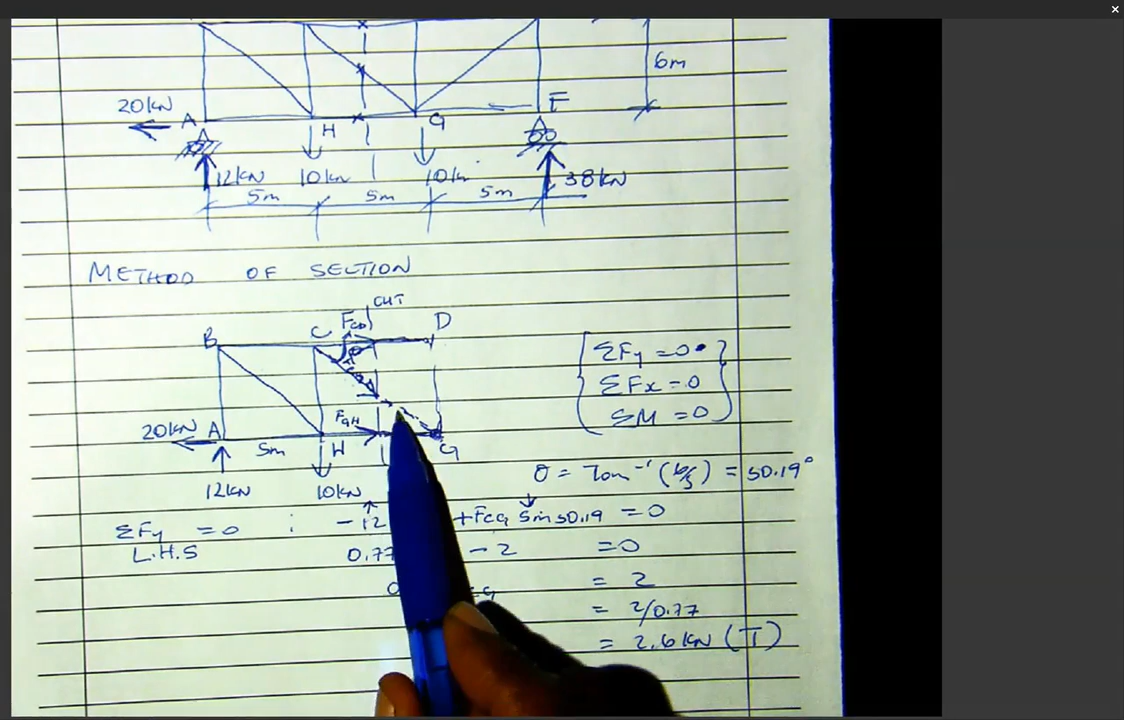 6m
20kN
A H G F
12kN 10kN 10k 38kN
5m 5m 5m
METHOD OF SECTION
CUT
B C FCD D
θ
ΣFy = 0
ΣFx = 0
ΣM = 0
20kN A 5m H FGH G
12kN 10kN
θ = Tan⁻¹ (6/5) = 50.19°
ΣFy = 0 : -12 +FCG Sin50.19 = 0
L.H.S 0.77 - 2 = 0
= 2
= 2/0.77
= 2.6kN (T)